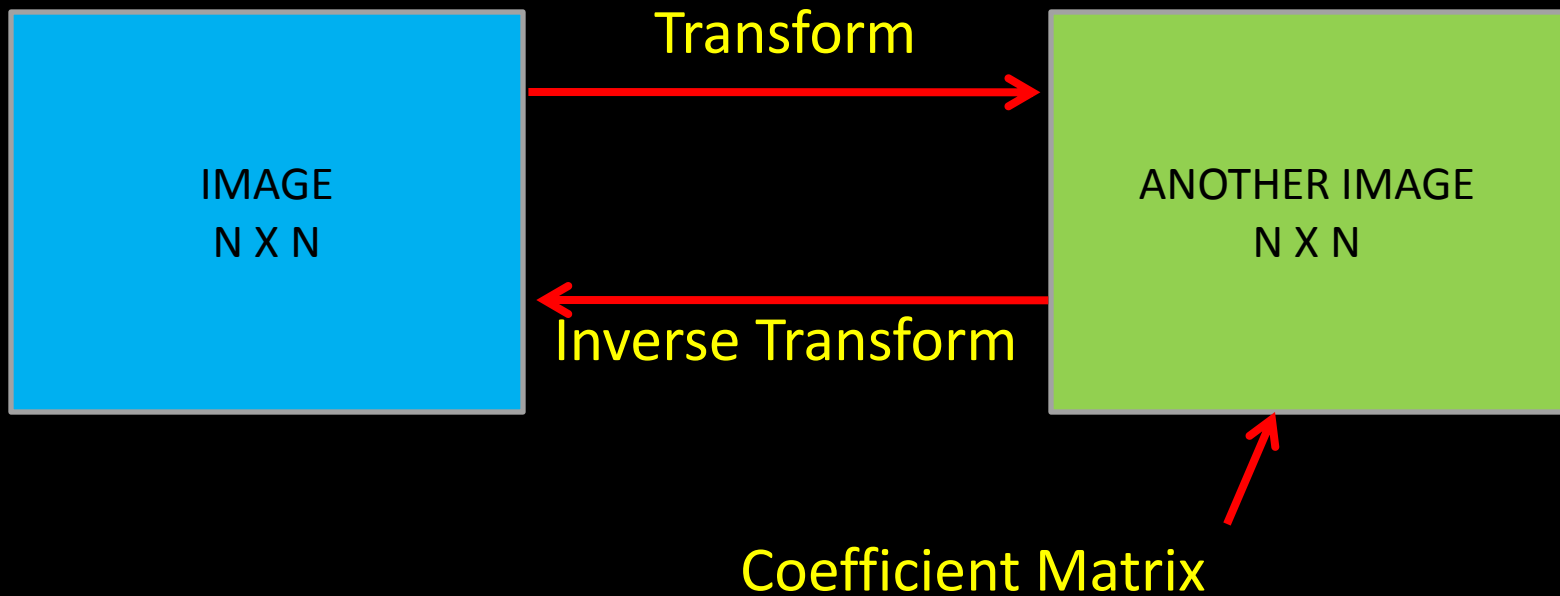 Transform
IMAGE
N X N
ANOTHER IMAGE
N X N
Inverse Transform
Coefficient Matrix